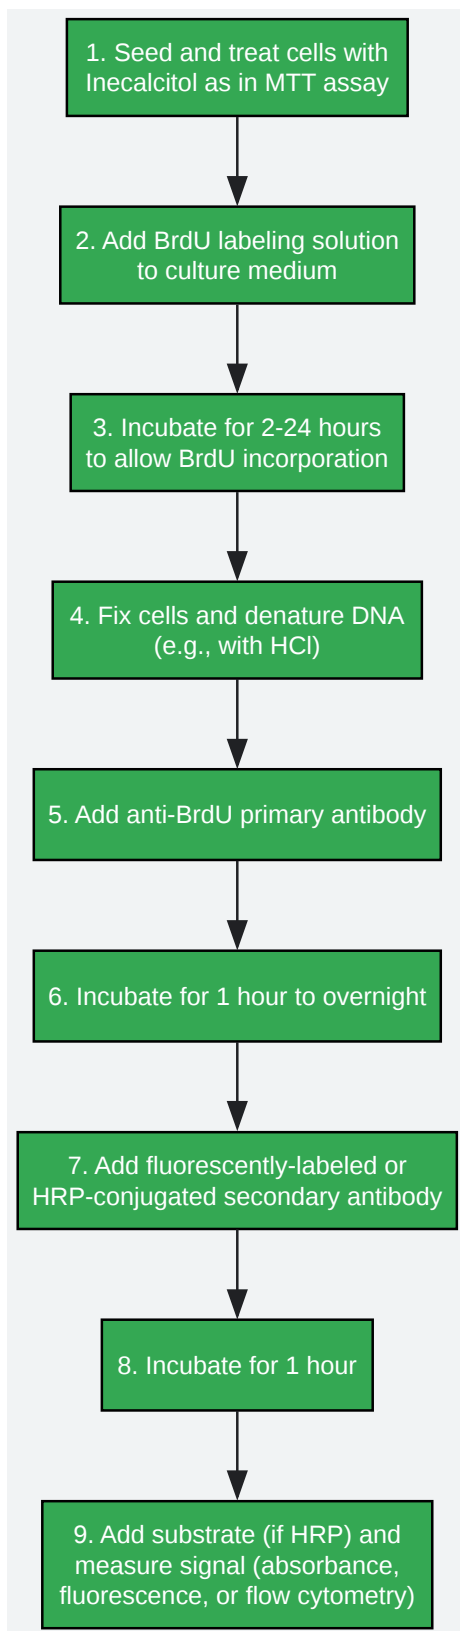 1. Seed and treat cells with
Inecalcitol as in MTT assay
2. Add BrdU labeling solution
to culture medium
3. Incubate for 2-24 hours
to allow BrdU incorporation
4. Fix cells and denature DNA
(e.g., with HCl)
5. Add anti-BrdU primary antibody
6. Incubate for 1 hour to overnight
7. Add fluorescently-labeled or
HRP-conjugated secondary antibody
8. Incubate for 1 hour
9. Add substrate (if HRP) and
measure signal (absorbance,
fluorescence, or flow cytometry)